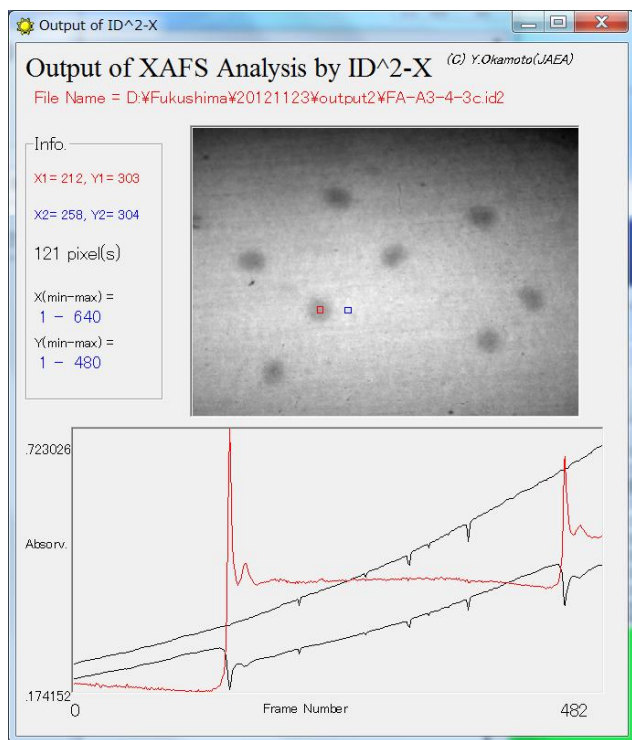 Output of ID^2-X
Output of XAFS Analysis by ID^2-X
(C) Y.Okamoto(JAEA)
File Name = D:¥Fukushima¥20121123¥output2¥FA-A3-4-3c.id2
Info.
X1= 212, Y1= 303
X2= 258, Y2= 304
121 pixel(s)
X(min-max) =
1 - 640
Y(min-max) =
1 - 480
.723026
Absorv.
.174152
0
Frame Number
482